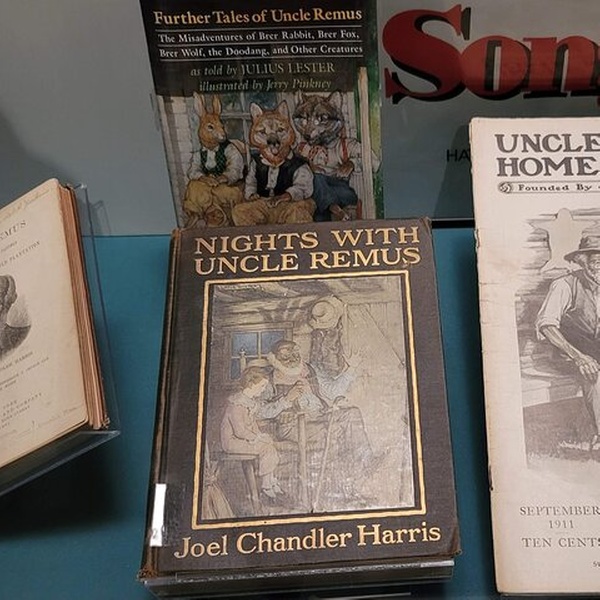 Further Tales of Uncle Remus
The Misadventures of Brer Rabbit, Brer Fox,
Brer Wolf, the Doodang, and Other Creatures
as told by JULIUS LESTER
illustrated by Jerry Pinkney
Son
HA
EMUS
NIGHTS WITH
UNCLE REMUS
Joel Chandler Harris
UNCLE
HOME
Founded By
SEPTEMBER
1911
TEN CENTS